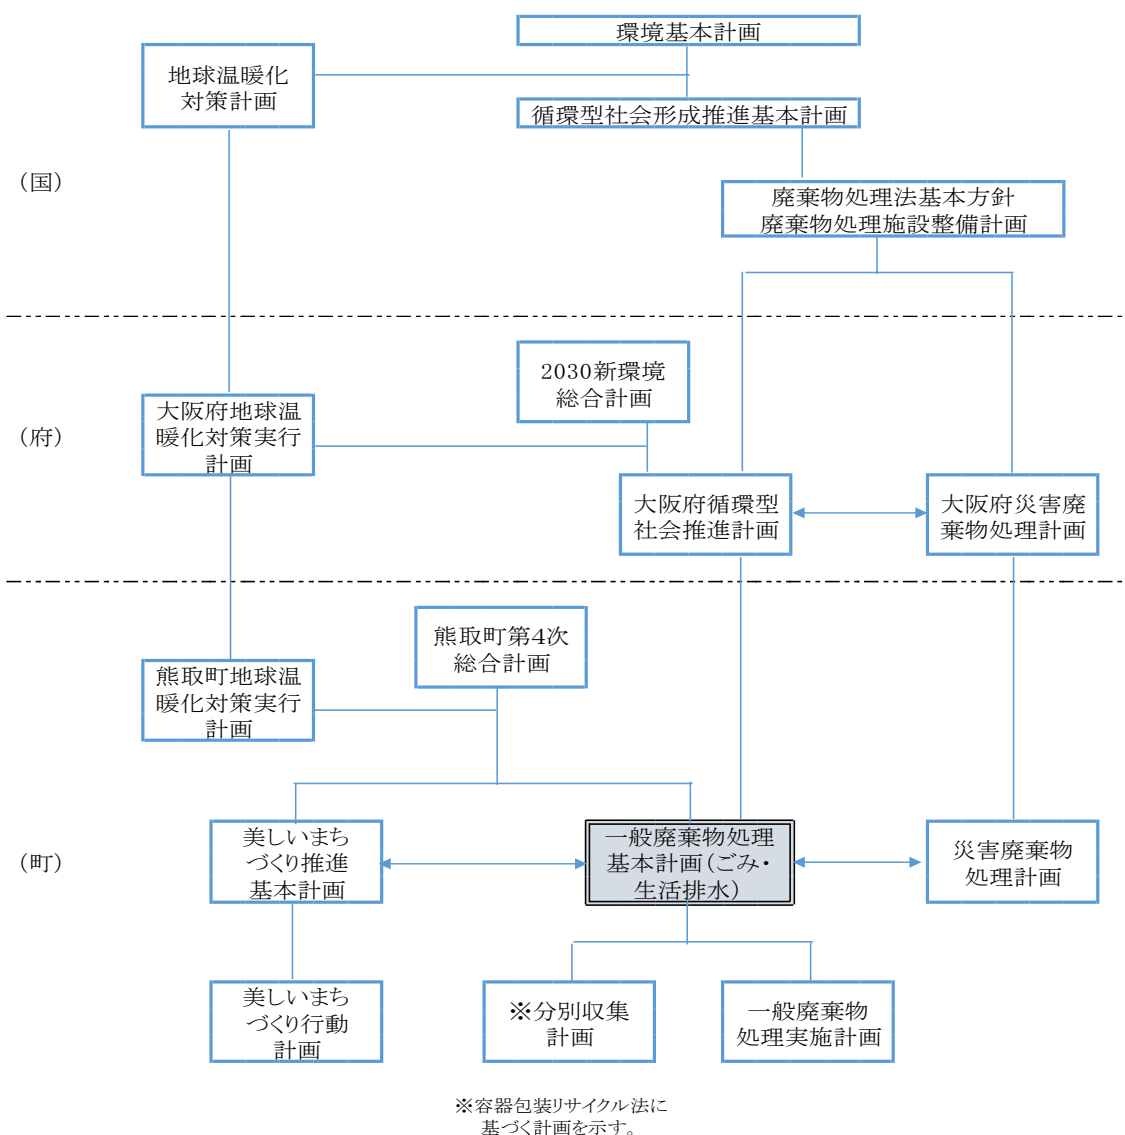 環境基本計画
地球温暖化
対策計画
循環型社会形成推進基本計画
（国）
廃棄物処理法基本方針
廃棄物処理施設整備計画
2030新環境
総合計画
大阪府地球温
暖化対策実行
計画
（府）
大阪府循環型
社会推進計画
大阪府災害廃
棄物処理計画
熊取町第4次
総合計画
熊取町地球温
暖化対策実行
計画
（町）
美しいまち
づくり推進
基本計画
一般廃棄物処理
基本計画（ごみ・
生活排水）
災害廃棄物
処理計画
美しいまち
づくり行動
計画
※分別収集
計画
一般廃棄物
処理実施計画
※容器包装リサイクル法に
基づく計画を示す。